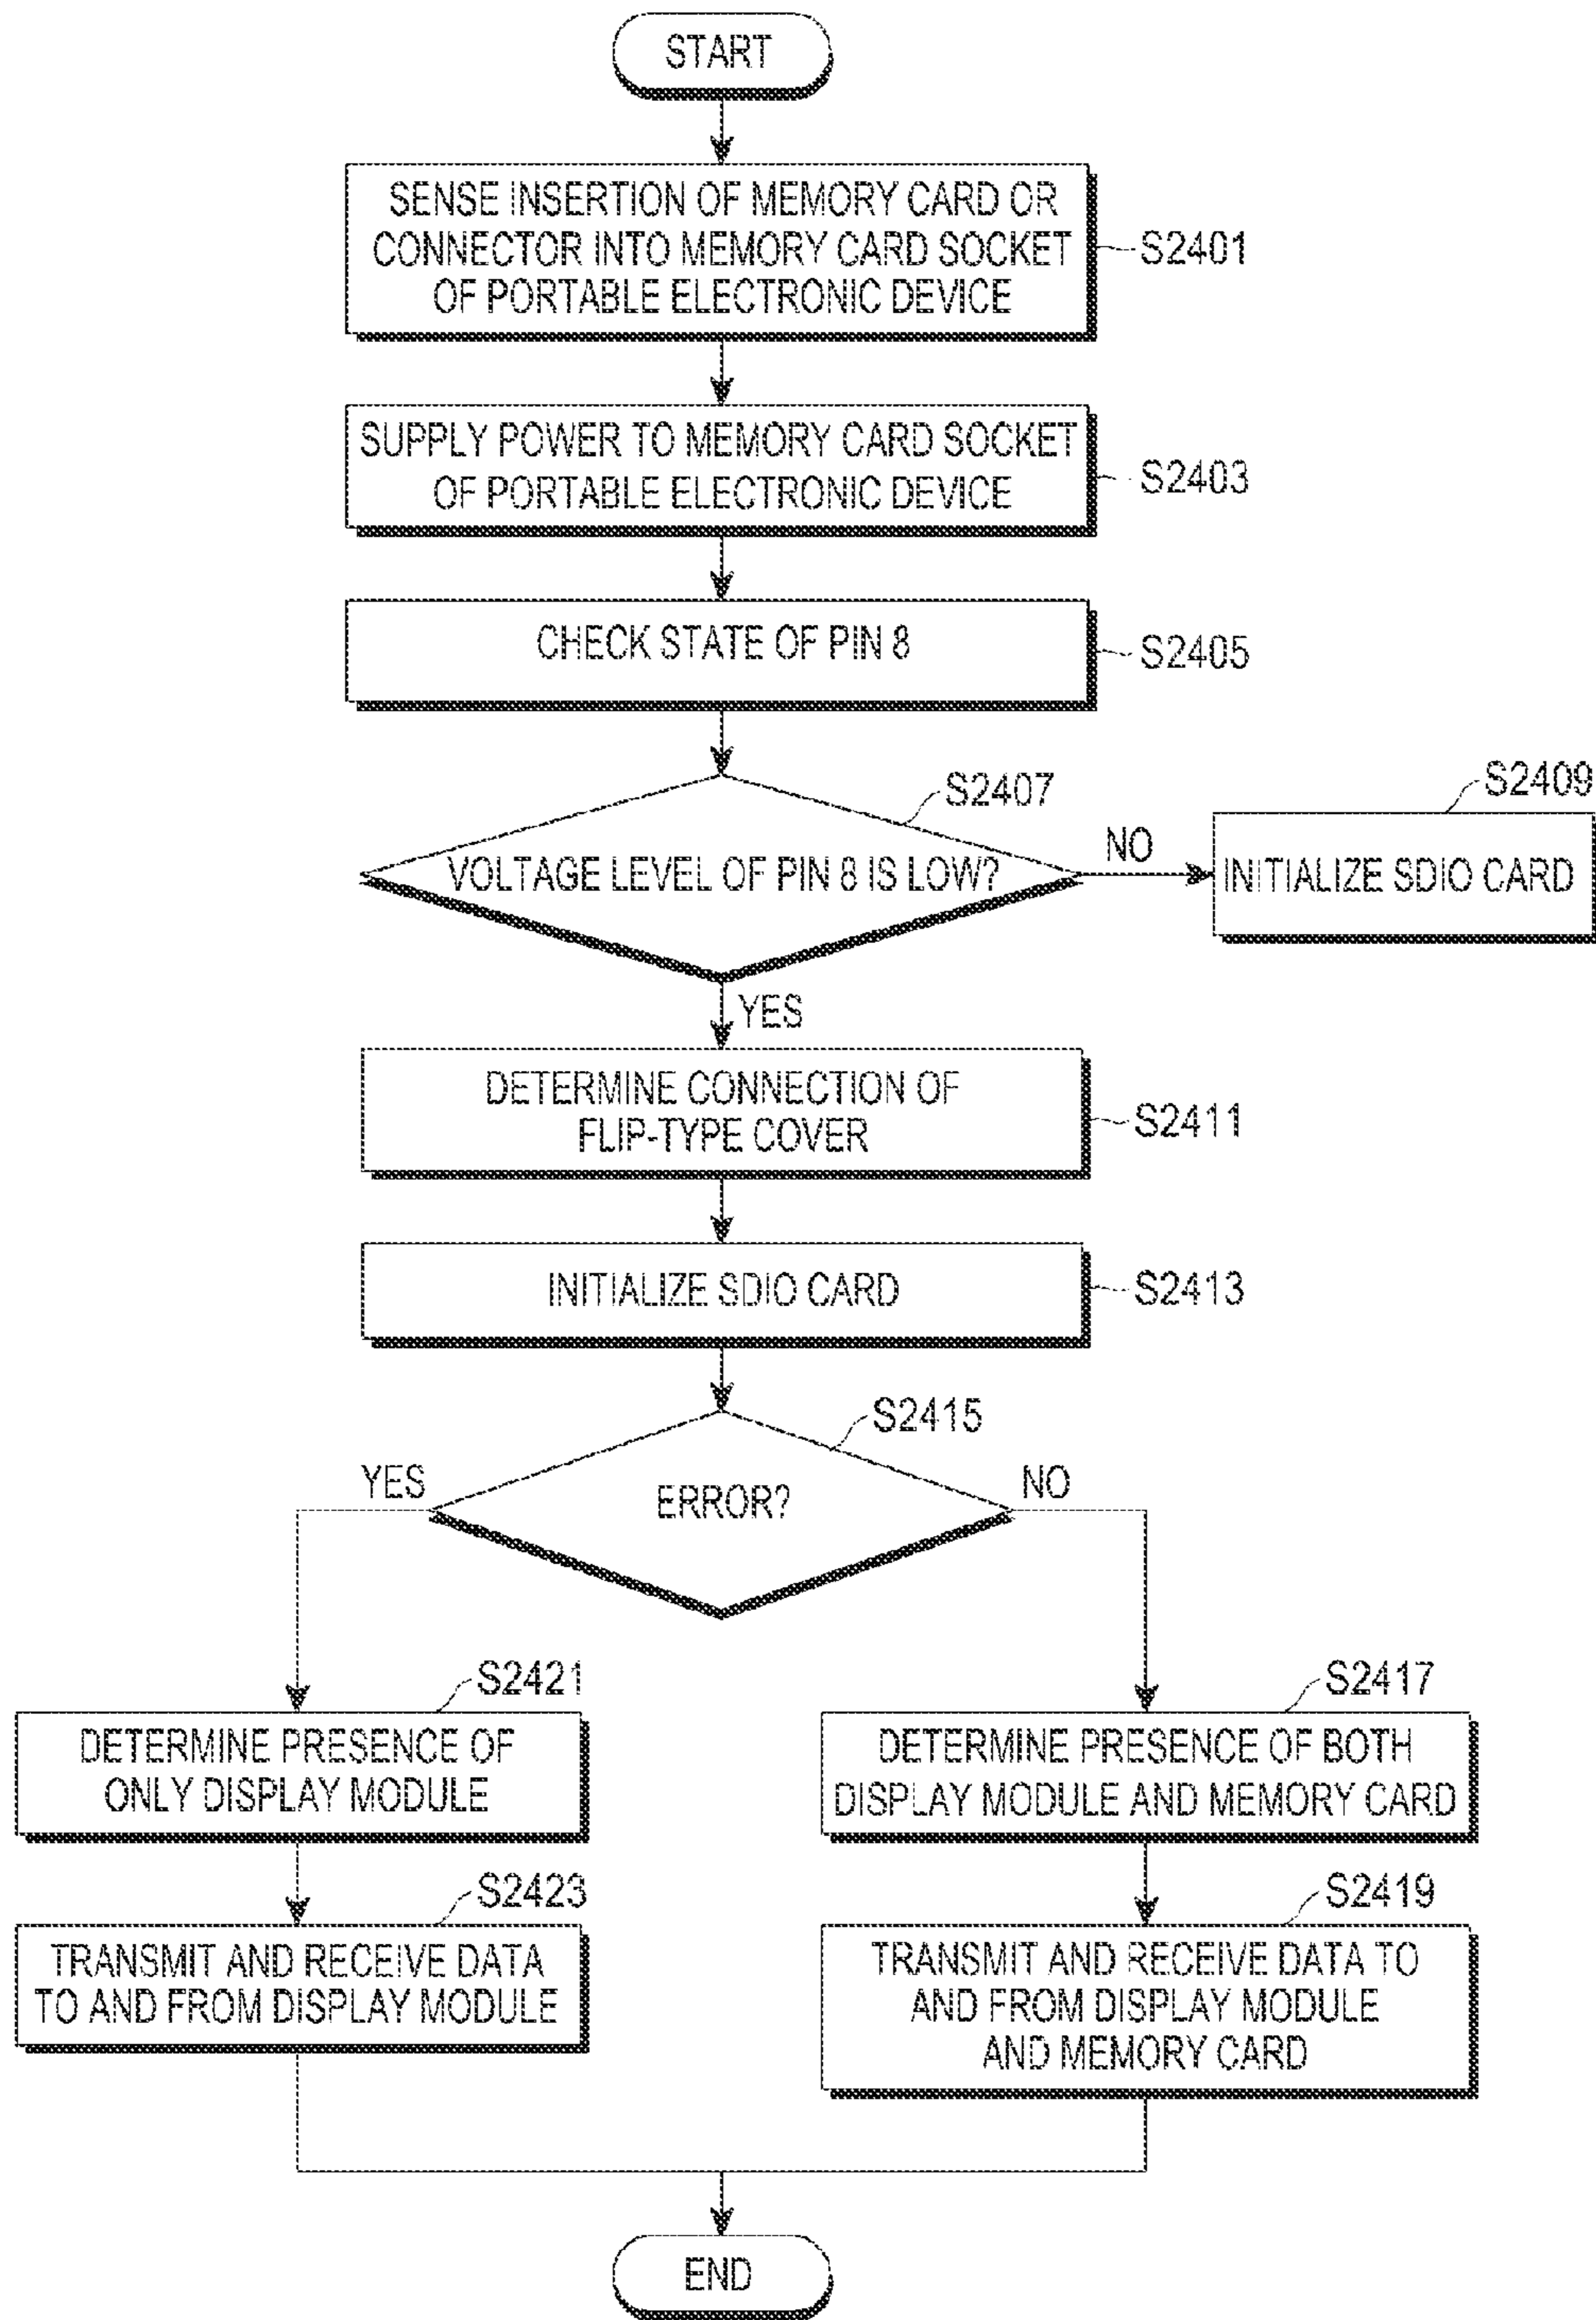 START
SENSE INSERTION OF MEMORY CARD OR
CONNECTOR INTO MEMORY CARD SOCKET
OF PORTABLE ELECTRONIC DEVICE
S2401
SUPPLY POWER TO MEMORY CARD SOCKET
OF PORTABLE ELECTRONIC DEVICE
S2403
CHECK STATE OF PIN 8
S2405
S2407
VOLTAGE LEVEL OF PIN 8 IS LOW?
NO
S2409
INITIALIZE SDIO CARD
YES
DETERMINE CONNECTION OF
FLIP-TYPE COVER
S2411
INITIALIZE SDIO CARD
S2413
S2415
ERROR?
YES
NO
S2421
DETERMINE PRESENCE OF
ONLY DISPLAY MODULE
S2417
DETERMINE PRESENCE OF BOTH
DISPLAY MODULE AND MEMORY CARD
S2423
TRANSMIT AND RECEIVE DATA
TO AND FROM DISPLAY MODULE
S2419
TRANSMIT AND RECEIVE DATA TO
AND FROM DISPLAY MODULE
AND MEMORY CARD
END